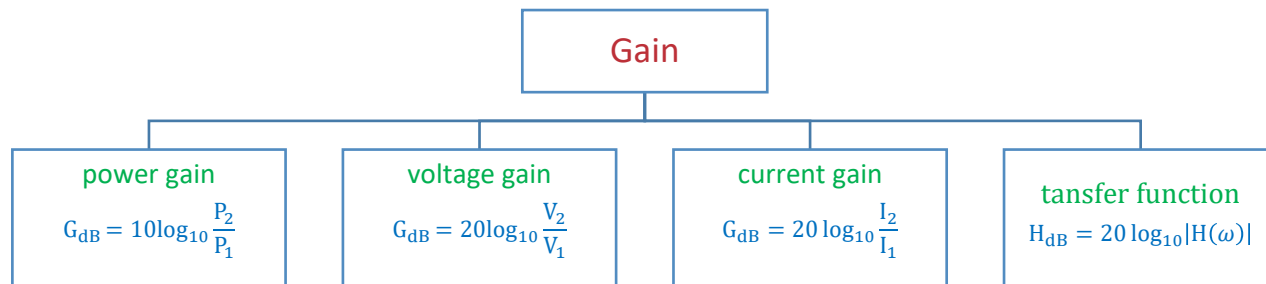 Gain
power gain
G_dB = 10log_10 P_2/P_1
voltage gain
G_dB = 20log_10 V_2/V_1
current gain
G_dB = 20 log_10 I_2/I_1
tansfer function
H_dB = 20 log_10|H(ω)|